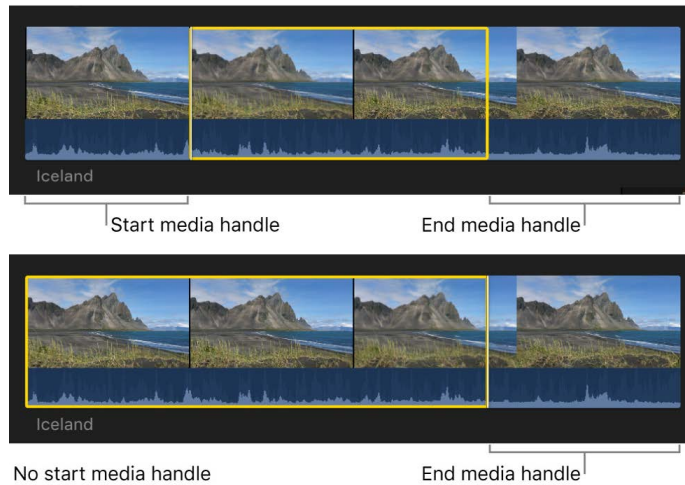 Iceland
Start media handle
End media handle
Iceland
No start media handle
End media handle